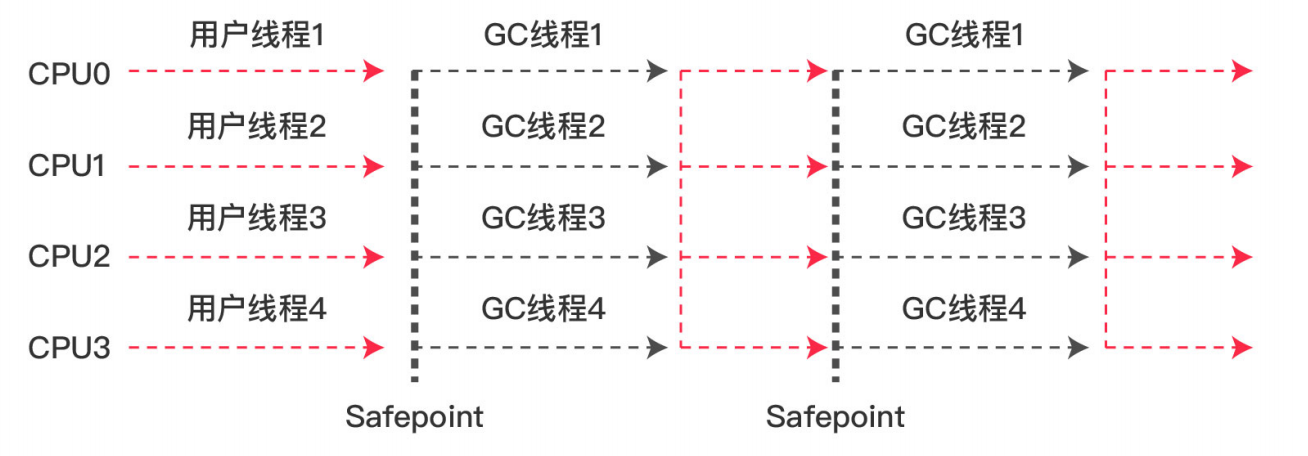 用户线程1 GC线程1 GC线程1
CPU0
用户线程2 GC线程2 GC线程2
CPU1
用户线程3 GC线程3 GC线程3
CPU2
用户线程4 GC线程4 GC线程4
CPU3
Safepoint Safepoint